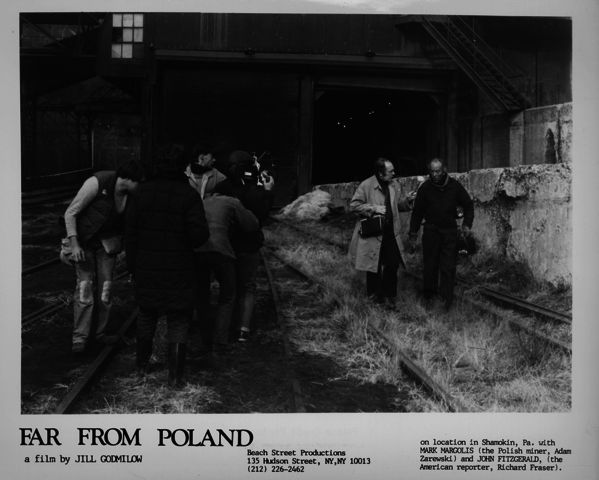 FAR FROM POLAND
a film by JILL GODMILOW
Beach Street Productions
135 Hudson Street, NY,NY 10013
(212) 226-2462
on location in Shamokin, Pa. with
MARK MARGOLIS (the Polish miner, Adam
Zarewski) and JOHN FITZGERALD, (the
American reporter, Richard Fraser).